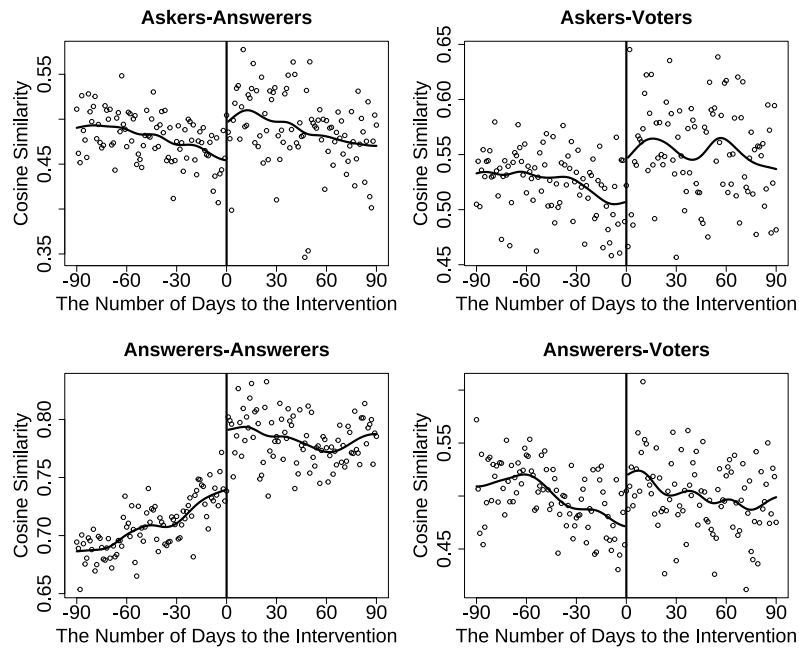 Askers-Answerers
Cosine Similarity
0.55
0.45
0.35
-90 -60 -30 0 30 60 90
The Number of Days to the Intervention
Askers-Voters
Cosine Similarity
0.65
0.60
0.55
0.50
0.45
-90 -60 -30 0 30 60 90
The Number of Days to the Intervention
Answerers-Answerers
Cosine Similarity
0.80
0.75
0.70
0.65
-90 -60 -30 0 30 60 90
The Number of Days to the Intervention
Answerers-Voters
Cosine Similarity
0.55
0.45
-90 -60 -30 0 30 60 90
The Number of Days to the Intervention